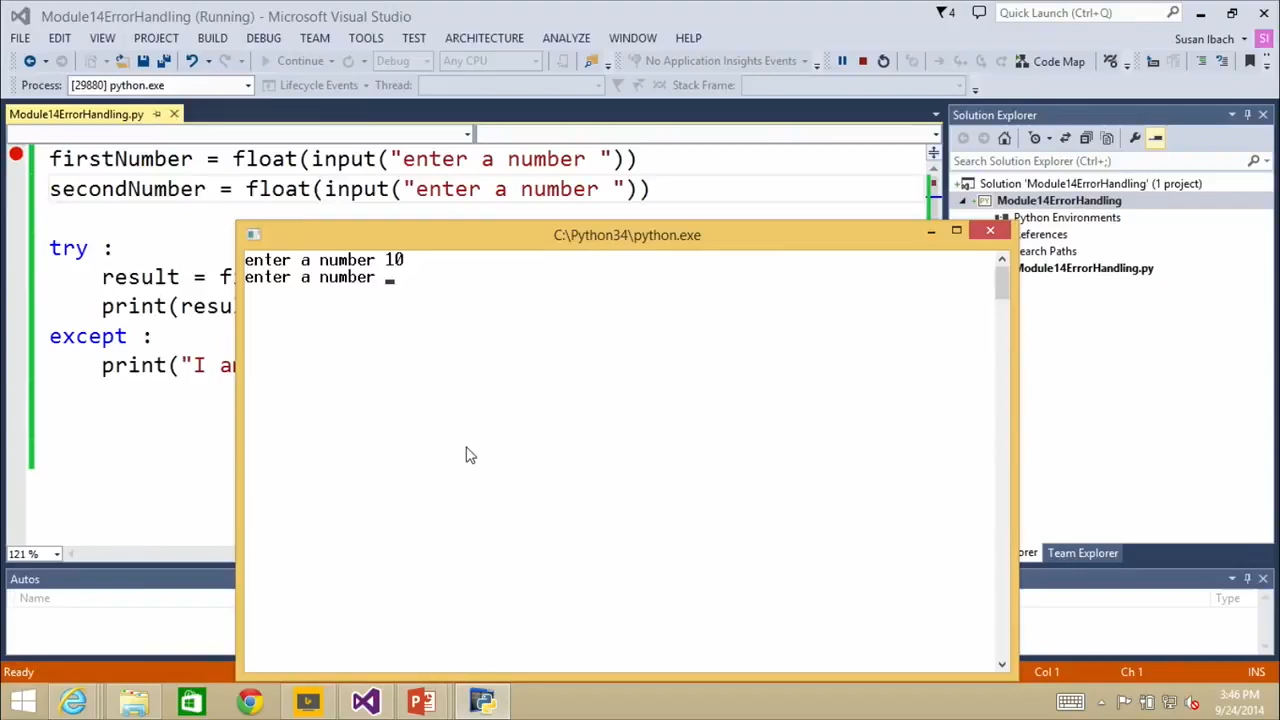 Module14ErrorHandling (Running) - Microsoft Visual Studio
4
Quick Launch (Ctrl+Q)
FILE EDIT VIEW PROJECT BUILD DEBUG TEAM TOOLS TEST ARCHITECTURE ANALYZE WINDOW HELP
Susan Ibach
SI
Continue
Debug
Any CPU
No Application Insights Events
Code Map
Process: [29880] python.exe
Lifecycle Events
Thread:
Stack Frame:
Module14ErrorHandling.py
firstNumber = float(input("enter a number "))
secondNumber = float(input("enter a number "))
try :
result = fi
print(resu
except :
print("I a
C:\Python34\python.exe
enter a number 10
enter a number _
Solution Explorer
Search Solution Explorer (Ctrl+;)
Solution 'Module14ErrorHandling' (1 project)
Module14ErrorHandling
Python Environments
eferences
earch Paths
Module14ErrorHandling.py
orer Team Explorer
121 %
Autos
Name
Type
Ready
Col 1
Ch 1
INS
3:46 PM
9/24/2014